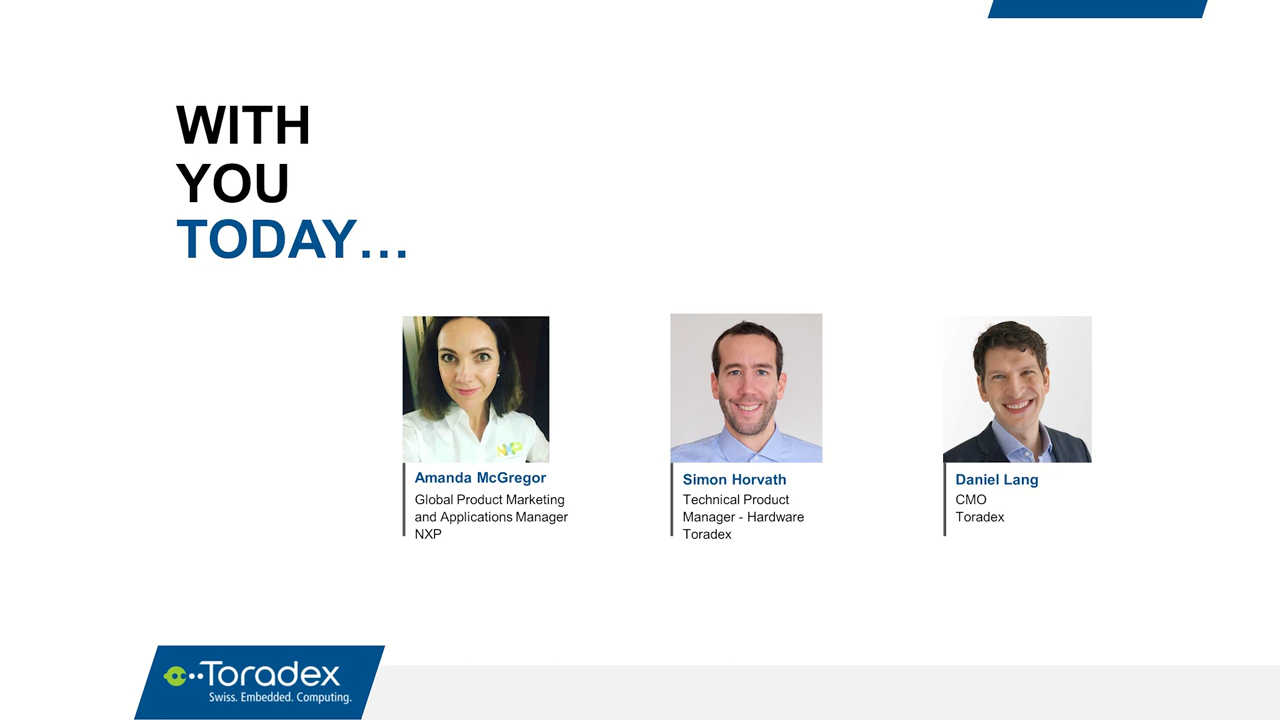 WITH
YOU
TODAY…
NXP
Amanda McGregor
Global Product Marketing
and Applications Manager
NXP
Simon Horvath
Technical Product
Manager - Hardware
Toradex
Daniel Lang
CMO
Toradex
Toradex
Swiss. Embedded. Computing.